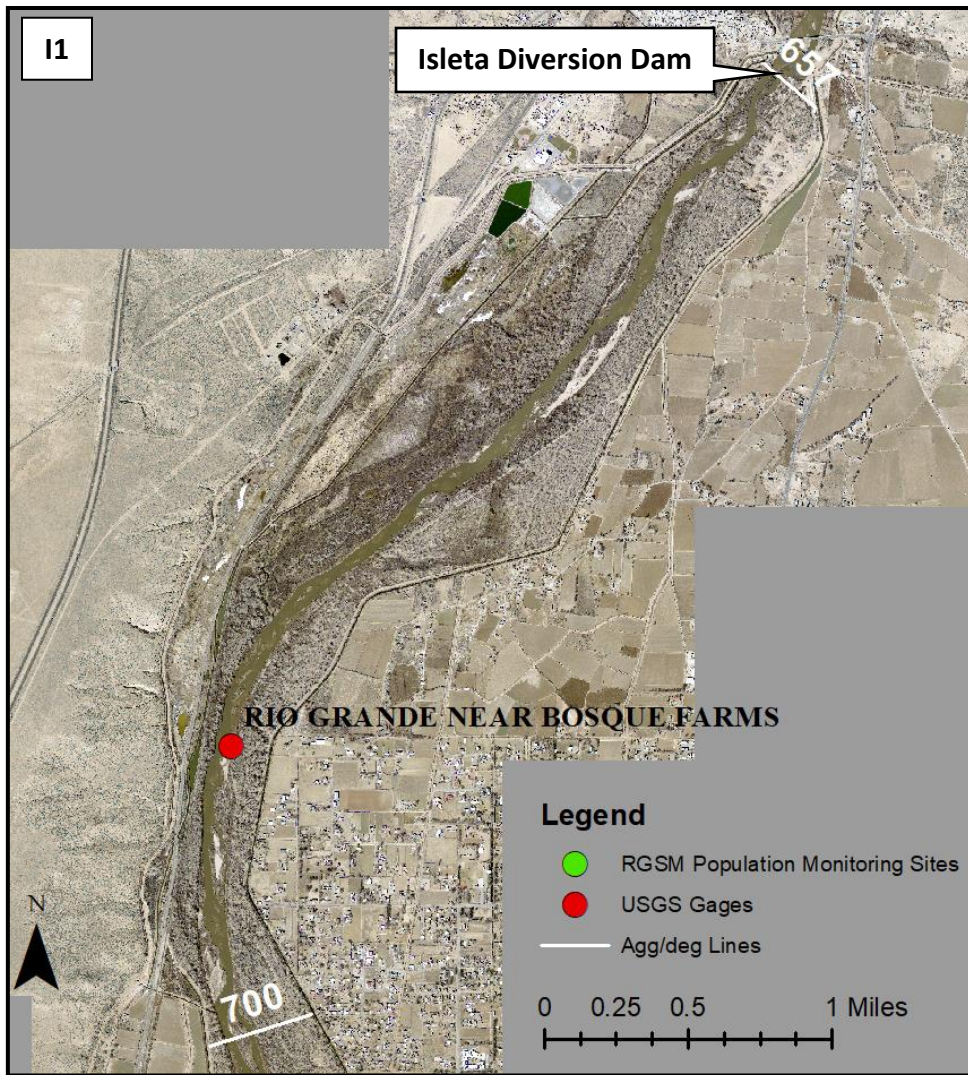 I1
Isleta Diversion Dam
657
RIO GRANDE NEAR BOSQUE FARMS
Legend
RGSM Population Monitoring Sites
USGS Gages
Agg/deg Lines
N
0 0.25 0.5 1 Miles
700